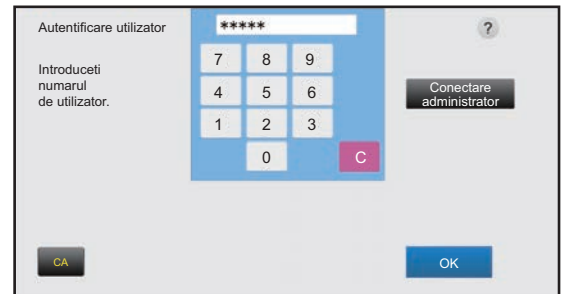 Autentificare utilizator
*****
?
Introduceti
numarul
de utilizator.
7 8 9
4 5 6
1 2 3
0 C
Conectare
administrator
CA
OK